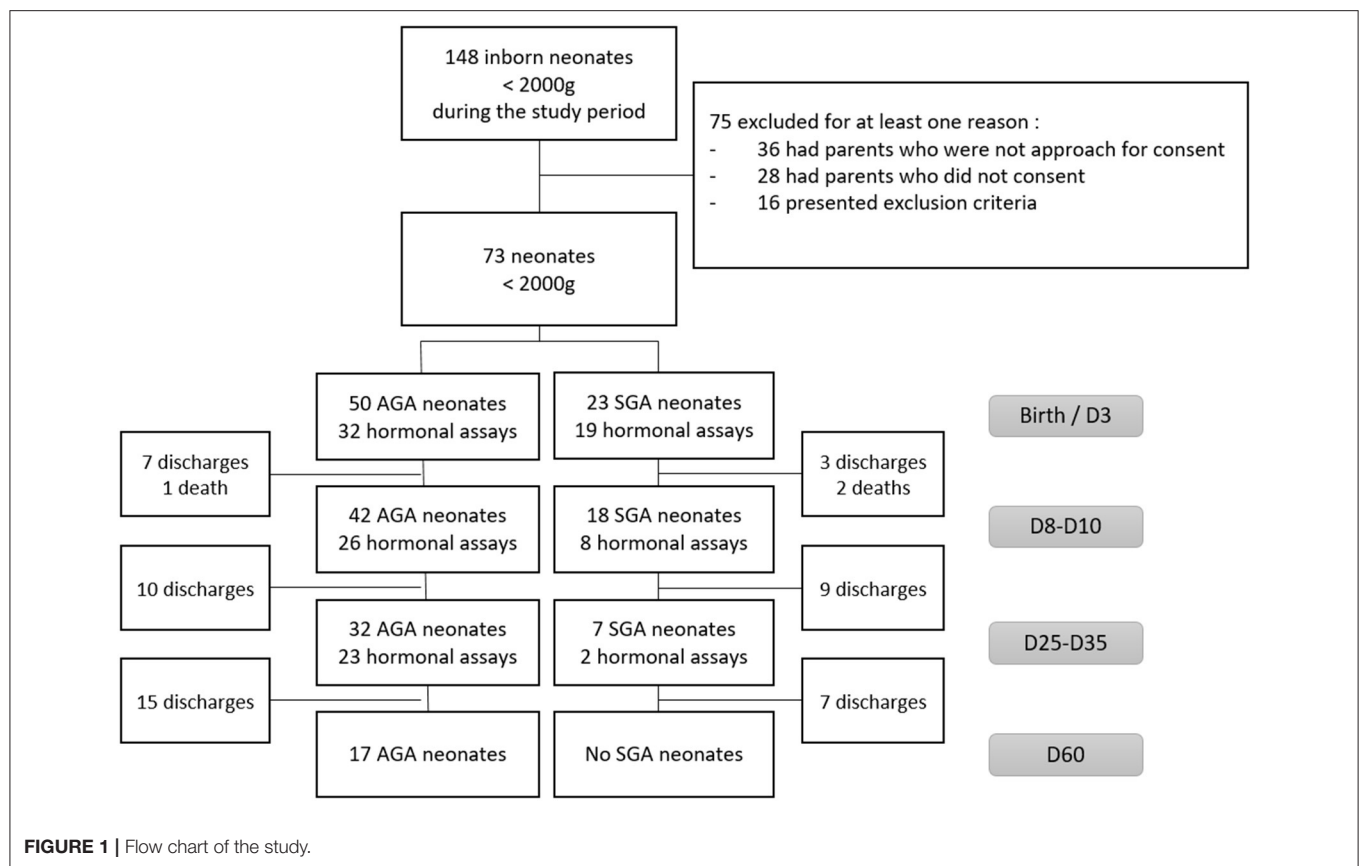 148 inborn neonates
< 2000g
during the study period
75 excluded for at least one reason :
- 36 had parents who were not approach for consent
- 28 had parents who did not consent
- 16 presented exclusion criteria
73 neonates
< 2000g
50 AGA neonates
32 hormonal assays
23 SGA neonates
19 hormonal assays
Birth / D3
7 discharges
1 death
3 discharges
2 deaths
42 AGA neonates
26 hormonal assays
18 SGA neonates
8 hormonal assays
D8-D10
10 discharges
9 discharges
32 AGA neonates
23 hormonal assays
7 SGA neonates
2 hormonal assays
D25-D35
15 discharges
7 discharges
17 AGA neonates
No SGA neonates
D60
FIGURE 1 | Flow chart of the study.